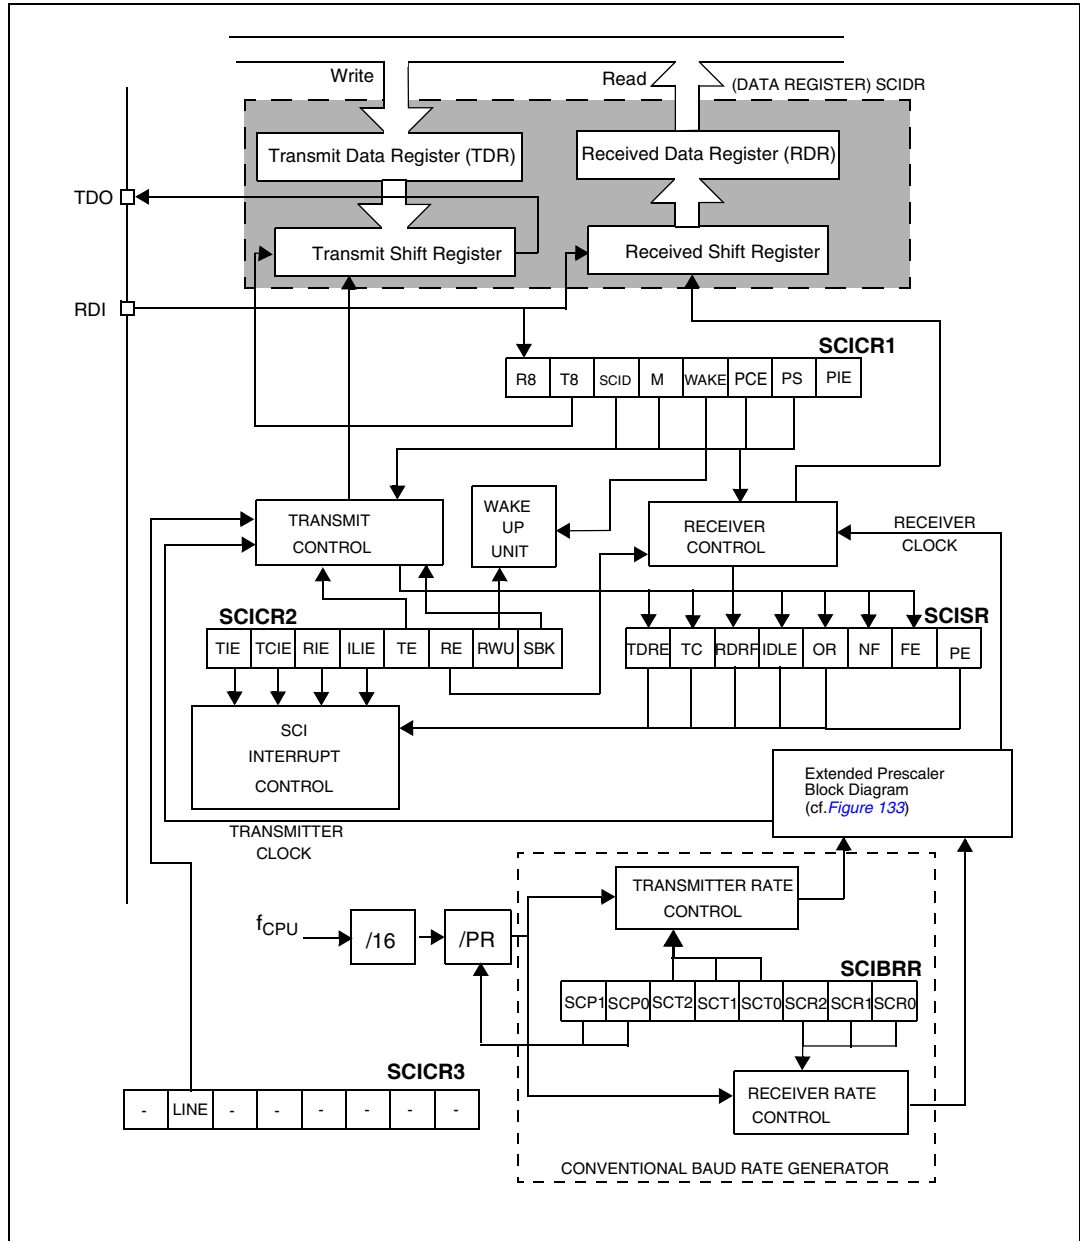 Write
Read
(DATA REGISTER) SCIDR
Transmit Data Register (TDR)
Received Data Register (RDR)
TDO
Transmit Shift Register
Received Shift Register
RDI
SCICR1
R8 T8 SCID M WAKE PCE PS PIE
TRANSMIT
CONTROL
WAKE
UP
UNIT
RECEIVER
CONTROL
RECEIVER
CLOCK
SCICR2
SCISR
TIE TCIE RIE ILIE TE RE RWU SBK
TDRE TC RDRF IDLE OR NF FE PE
SCI
INTERRUPT
CONTROL
Extended Prescaler
Block Diagram
(cf.Figure 133)
TRANSMITTER
CLOCK
TRANSMITTER RATE
CONTROL
fCPU
/16
/PR
SCIBRR
SCP1 SCP0 SCT2 SCT1 SCT0 SCR2 SCR1 SCR0
SCICR3
- LINE - - - - - -
RECEIVER RATE
CONTROL
CONVENTIONAL BAUD RATE GENERATOR